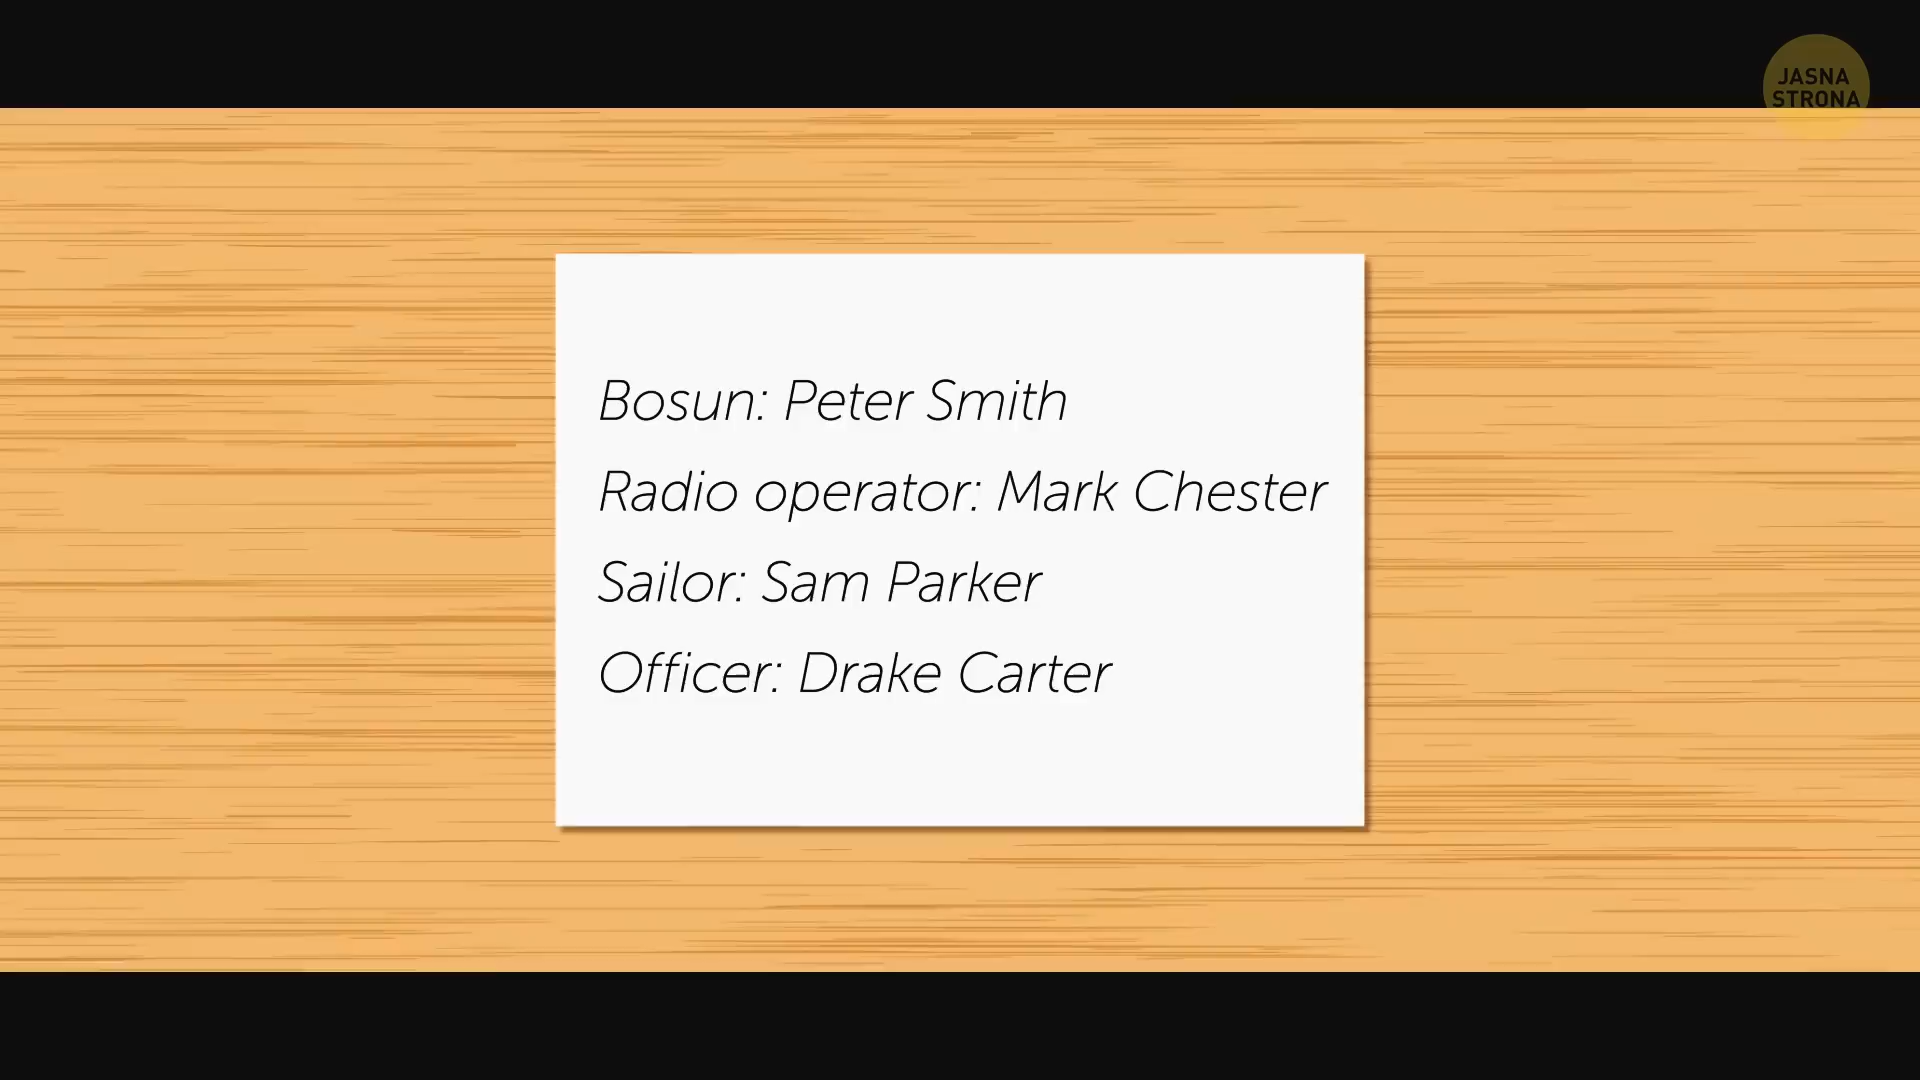 JASNA
STRONA
Bosun: Peter Smith
Radio operator: Mark Chester
Sailor: Sam Parker
Officer: Drake Carter